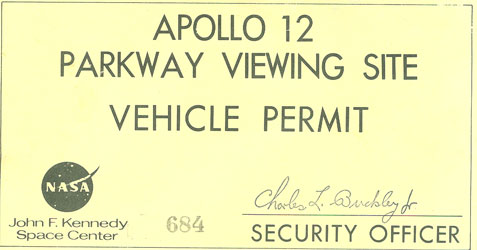 APOLLO 12
PARKWAY VIEWING SITE
VEHICLE PERMIT
NASA
John F. Kennedy
Space Center
684
Charles L. Buckley Jr
SECURITY OFFICER